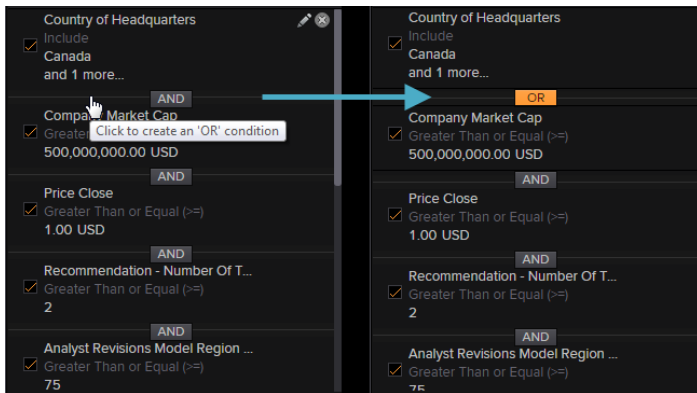 Country of Headquarters
Include
Canada
and 1 more...
AND
Company Market Cap
Click to create an 'OR' condition
Greater
500,000,000.00 USD
AND
Price Close
Greater Than or Equal (>=)
1.00 USD
AND
Recommendation - Number Of T...
Greater Than or Equal (>=)
2
AND
Analyst Revisions Model Region ...
Greater Than or Equal (>=)
75
Country of Headquarters
Include
Canada
and 1 more...
OR
Company Market Cap
Greater Than or Equal (>=)
500,000,000.00 USD
AND
Price Close
Greater Than or Equal (>=)
1.00 USD
AND
Recommendation - Number Of T...
Greater Than or Equal (>=)
2
AND
Analyst Revisions Model Region ...
Greater Than or Equal (>=)
75